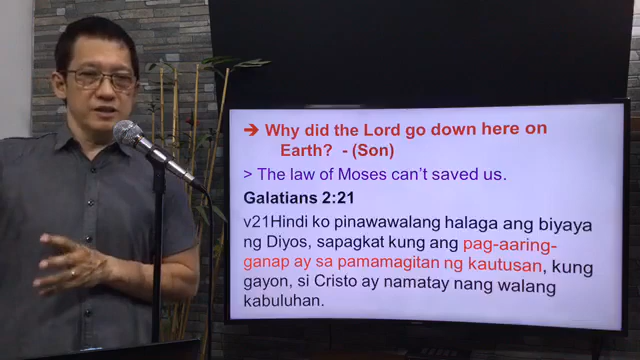 ➔ Why did the Lord go down here on
Earth? - (Son)
> The law of Moses can't saved us.
Galatians 2:21
v21Hindi ko pinawawalang halaga ang biyaya
ng Diyos, sapagkat kung ang pag-aaring-
ganap ay sa pamamagitan ng kautusan, kung
gayon, si Cristo ay namatay nang walang
kabuluhan.